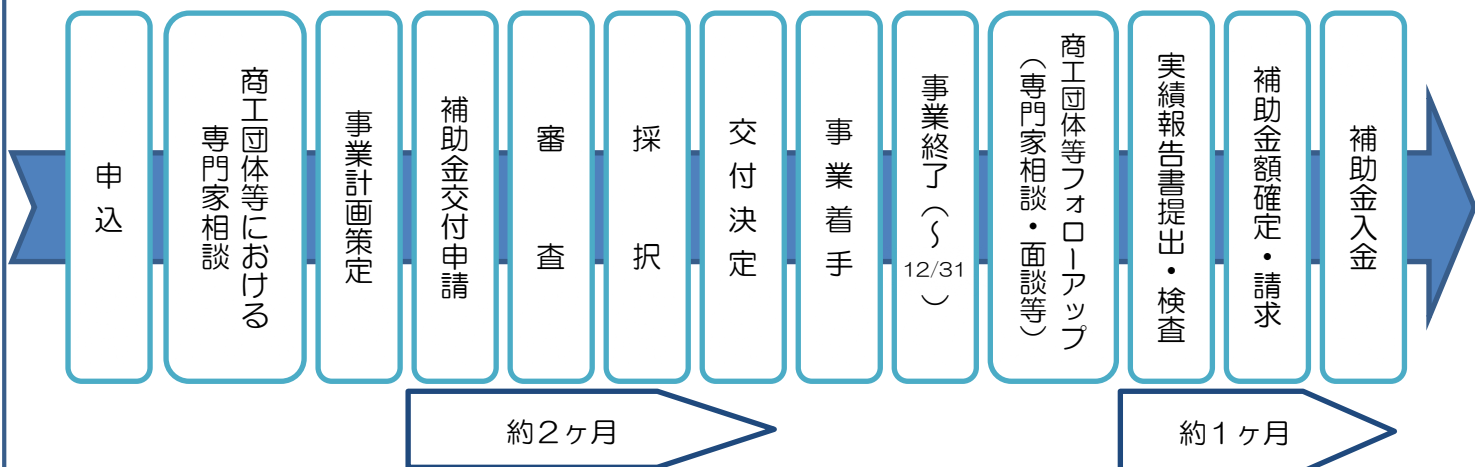 申込
商工団体等における
専門家相談
事業計画策定
補助金交付申請
審査
採択
交付決定
事業着手
事業終了(~12/31)
商工団体等フォローアップ
(専門家相談・面談等)
実績報告書提出・検査
補助金額確定・請求
補助金入金
約2ヶ月
約1ヶ月